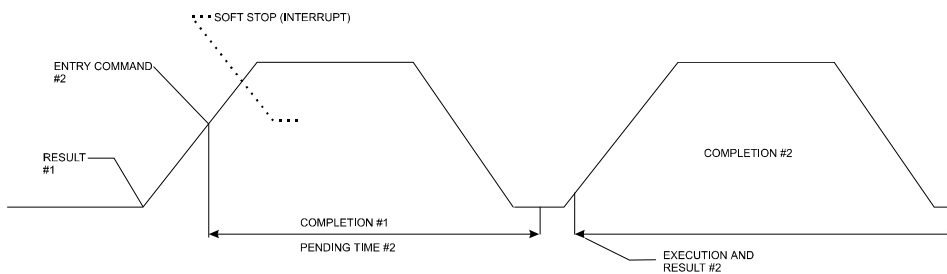 SOFT STOP (INTERRUPT)
ENTRY COMMAND
#2
RESULT
#1
COMPLETION #2
COMPLETION #1
PENDING TIME #2
EXECUTION AND
RESULT #2